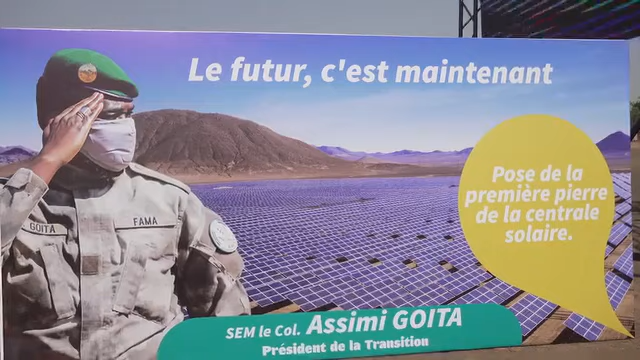 Le futur, c'est maintenant
GOITA
FAMA
Pose de la
première pierre
de la centrale
solaire.
SEM le Col. Assimi GOITA
Président de la Transition